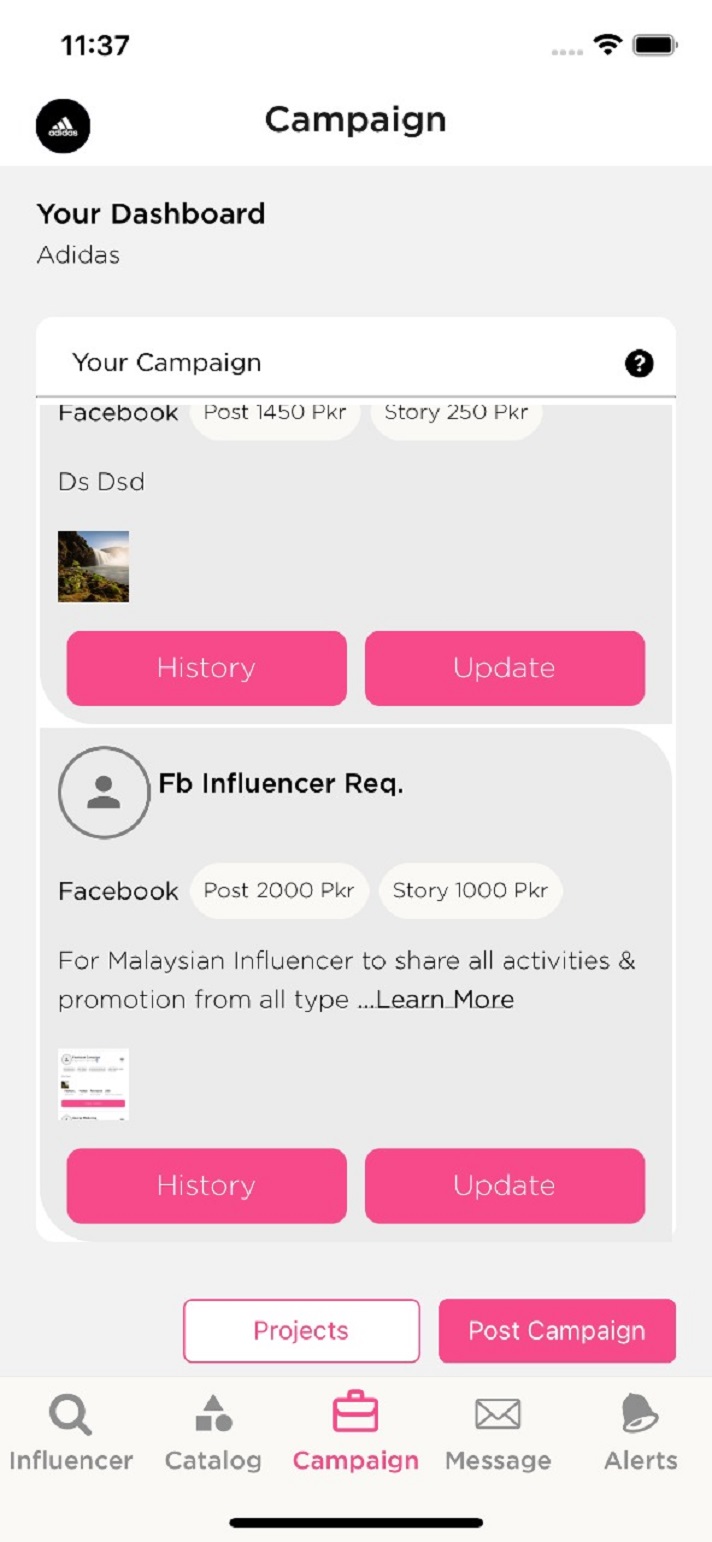 11:37
adidas
Campaign
Your Dashboard
Adidas
Your Campaign ?
Facebook Post 1450 Pkr Story 250 Pkr
Ds Dsd
History Update
Fb Influencer Req.
Facebook Post 2000 Pkr Story 1000 Pkr
For Malaysian Influencer to share all activities &
promotion from all type ...Learn More
History Update
Projects Post Campaign
Influencer Catalog Campaign Message Alerts